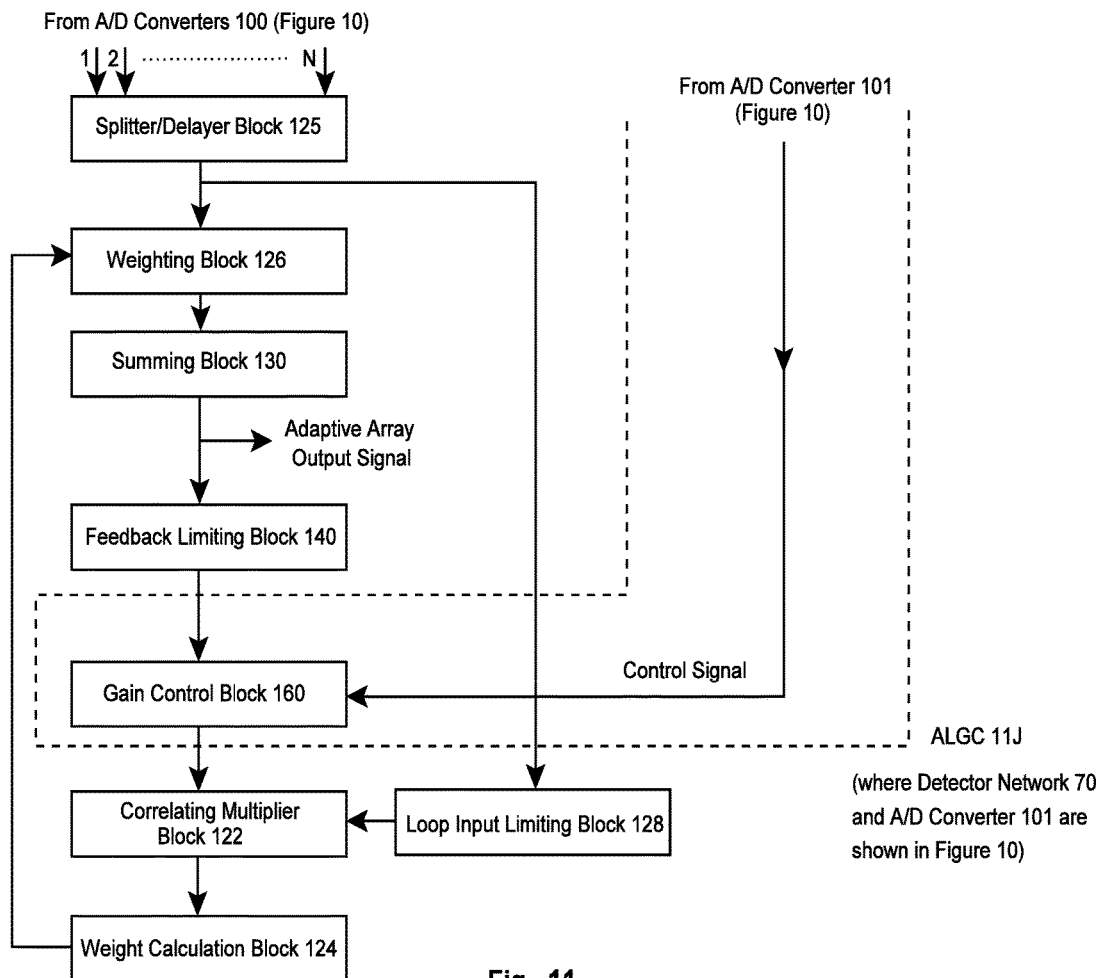 From A/D Converters 100 (Figure 10)
1 2 N
Splitter/Delayer Block 125
From A/D Converter 101
(Figure 10)
Weighting Block 126
Summing Block 130
Adaptive Array
Output Signal
Feedback Limiting Block 140
Control Signal
Gain Control Block 160
ALGC 11J
(where Detector Network 70
and A/D Converter 101 are
shown in Figure 10)
Correlating Multiplier
Block 122
Loop Input Limiting Block 128
Weight Calculation Block 124
Fig. 11